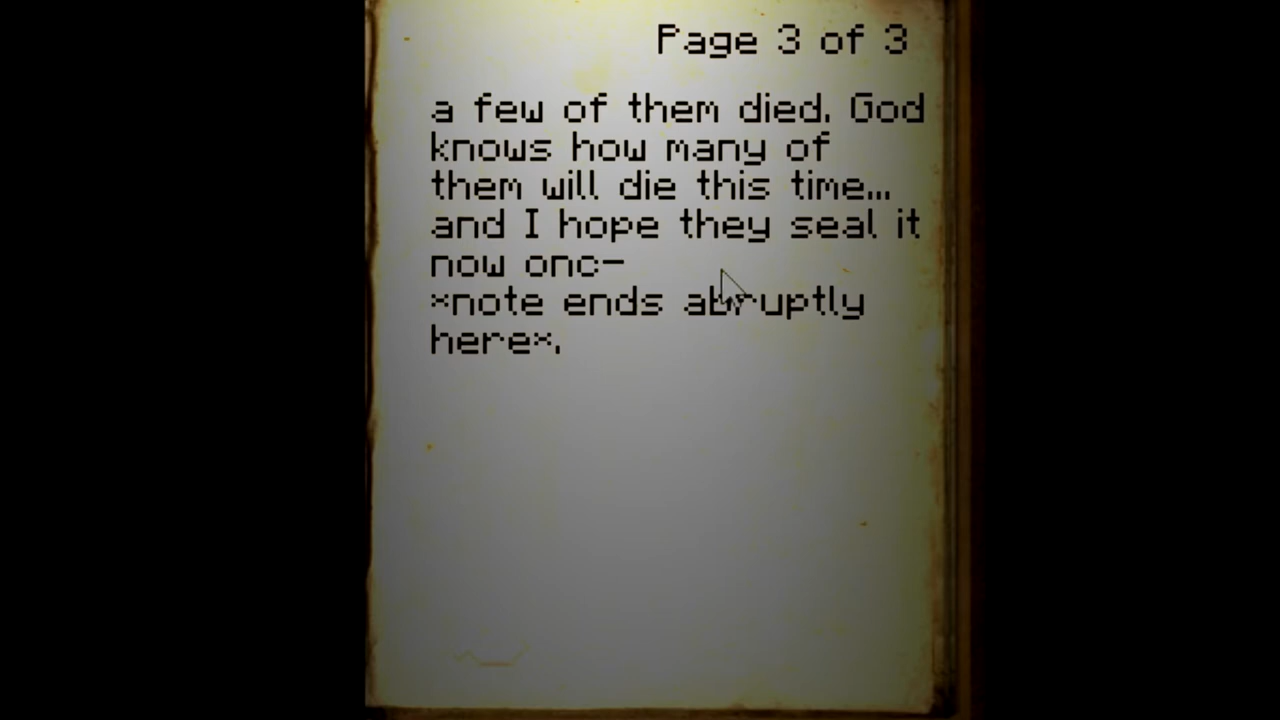 Page 3 of 3
a few of them died. God
knows how many of
them will die this time...
and I hope they seal it
now onc-
*note ends abruptly
here*.